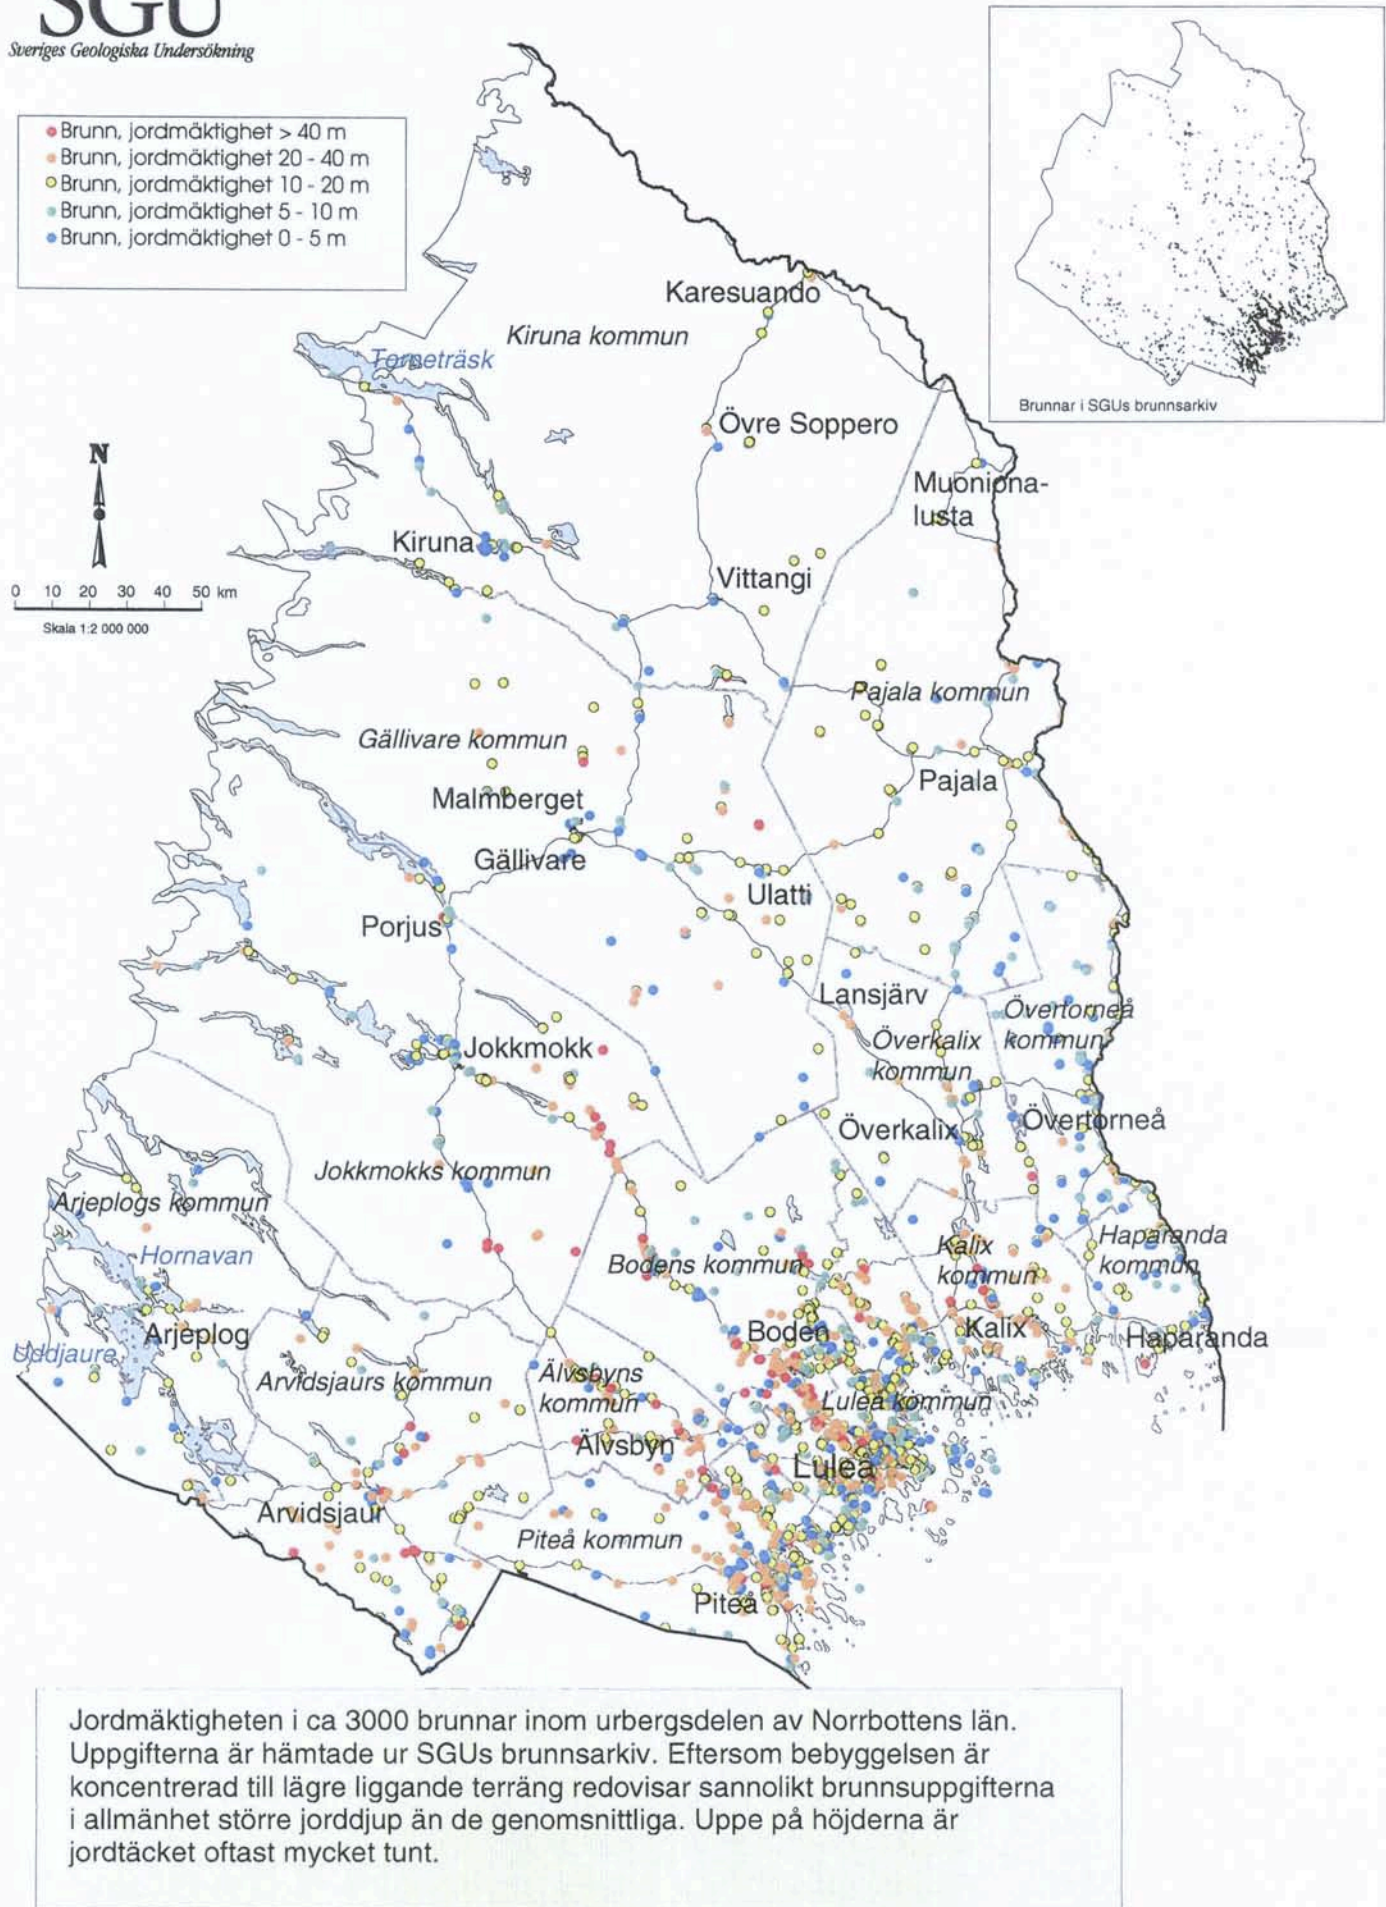 SGU
Sveriges Geologiska Undersökning
Brunn, jordmäktighet > 40 m
Brunn, jordmäktighet 20 - 40 m
Brunn, jordmäktighet 10 - 20 m
Brunn, jordmäktighet 5 - 10 m
Brunn, jordmäktighet 0 - 5 m
Brunnar i SGUs brunnsarkiv
Karesuando
Kiruna kommun
Torneträsk
Övre Soppero
N
Muoniona-
lusta
Kiruna
Vittangi
0 10 20 30 40 50 km
Skala 1:2 000 000
Pajala kommun
Gällivare kommun
Pajala
Malmberget
Gällivare
Ulatti
Porjus
Lansjärv
Övertorneå
kommun
Överkalix
kommun
Jokkmokk
Överkalix
Övertorneå
Jokkmokks kommun
Arjeplogs kommun
Hornavan
Haparanda
kommun
Kalix
kommun
Bodens kommun
Arjeplog
Boden
Kalix
Haparanda
Uddjaure
Arvidsjaurs kommun
Älvsbyns
kommun
Luleå kommun
Älvsbyn
Luleå
Arvidsjaur
Piteå kommun
Piteå
Jordmäktigheten i ca 3000 brunnar inom urbergsdelen av Norrbottens län.
Uppgifterna är hämtade ur SGUs brunnsarkiv. Eftersom bebyggelsen är
koncentrerad till lägre liggande terräng redovisar sannolikt brunnsuppgifterna
i allmänhet större jorddjup än de genomsnittliga. Uppe på höjderna är
jordtäcket oftast mycket tunt.